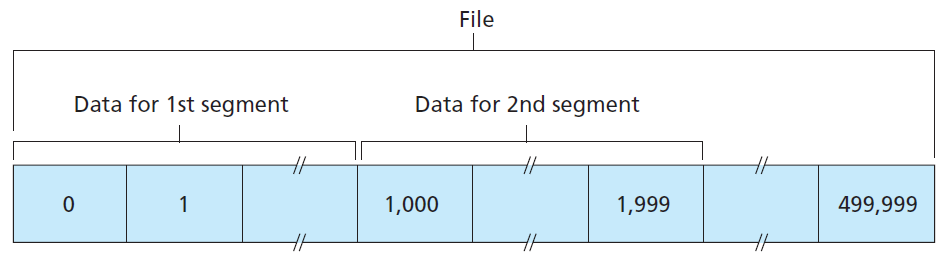 File
Data for 1st segment
Data for 2nd segment
0 1 1,000 1,999 499,999